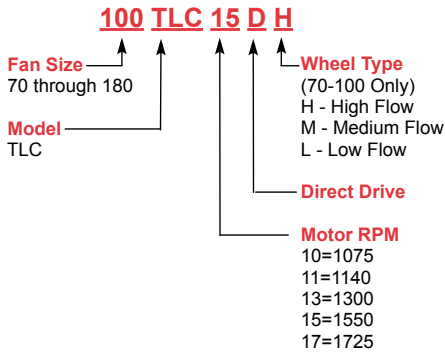 100 TLC 15 D H
Fan Size
70 through 180
Model
TLC
Wheel Type
(70-100 Only)
H - High Flow
M - Medium Flow
L - Low Flow
Direct Drive
Motor RPM
10=1075
11=1140
13=1300
15=1550
17=1725